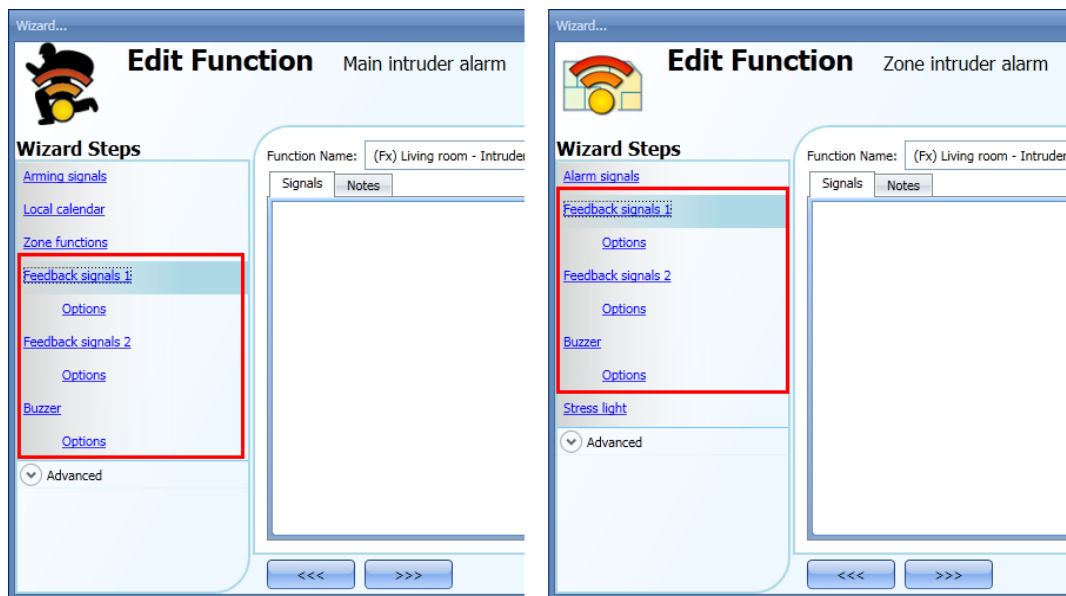 Wizard...
Edit Function Main intruder alarm
Wizard Steps
Arming signals
Local calendar
Zone functions
Feedback signals 1
Options
Feedback signals 2
Options
Buzzer
Options
Advanced
Function Name: (Fx) Living room - Intruder
Signals Notes
<<< >>>
Wizard...
Edit Function Zone intruder alarm
Wizard Steps
Alarm signals
Feedback signals 1
Options
Feedback signals 2
Options
Buzzer
Options
Stress light
Advanced
Function Name: (Fx) Living room - Intruder
Signals Notes
<<< >>>